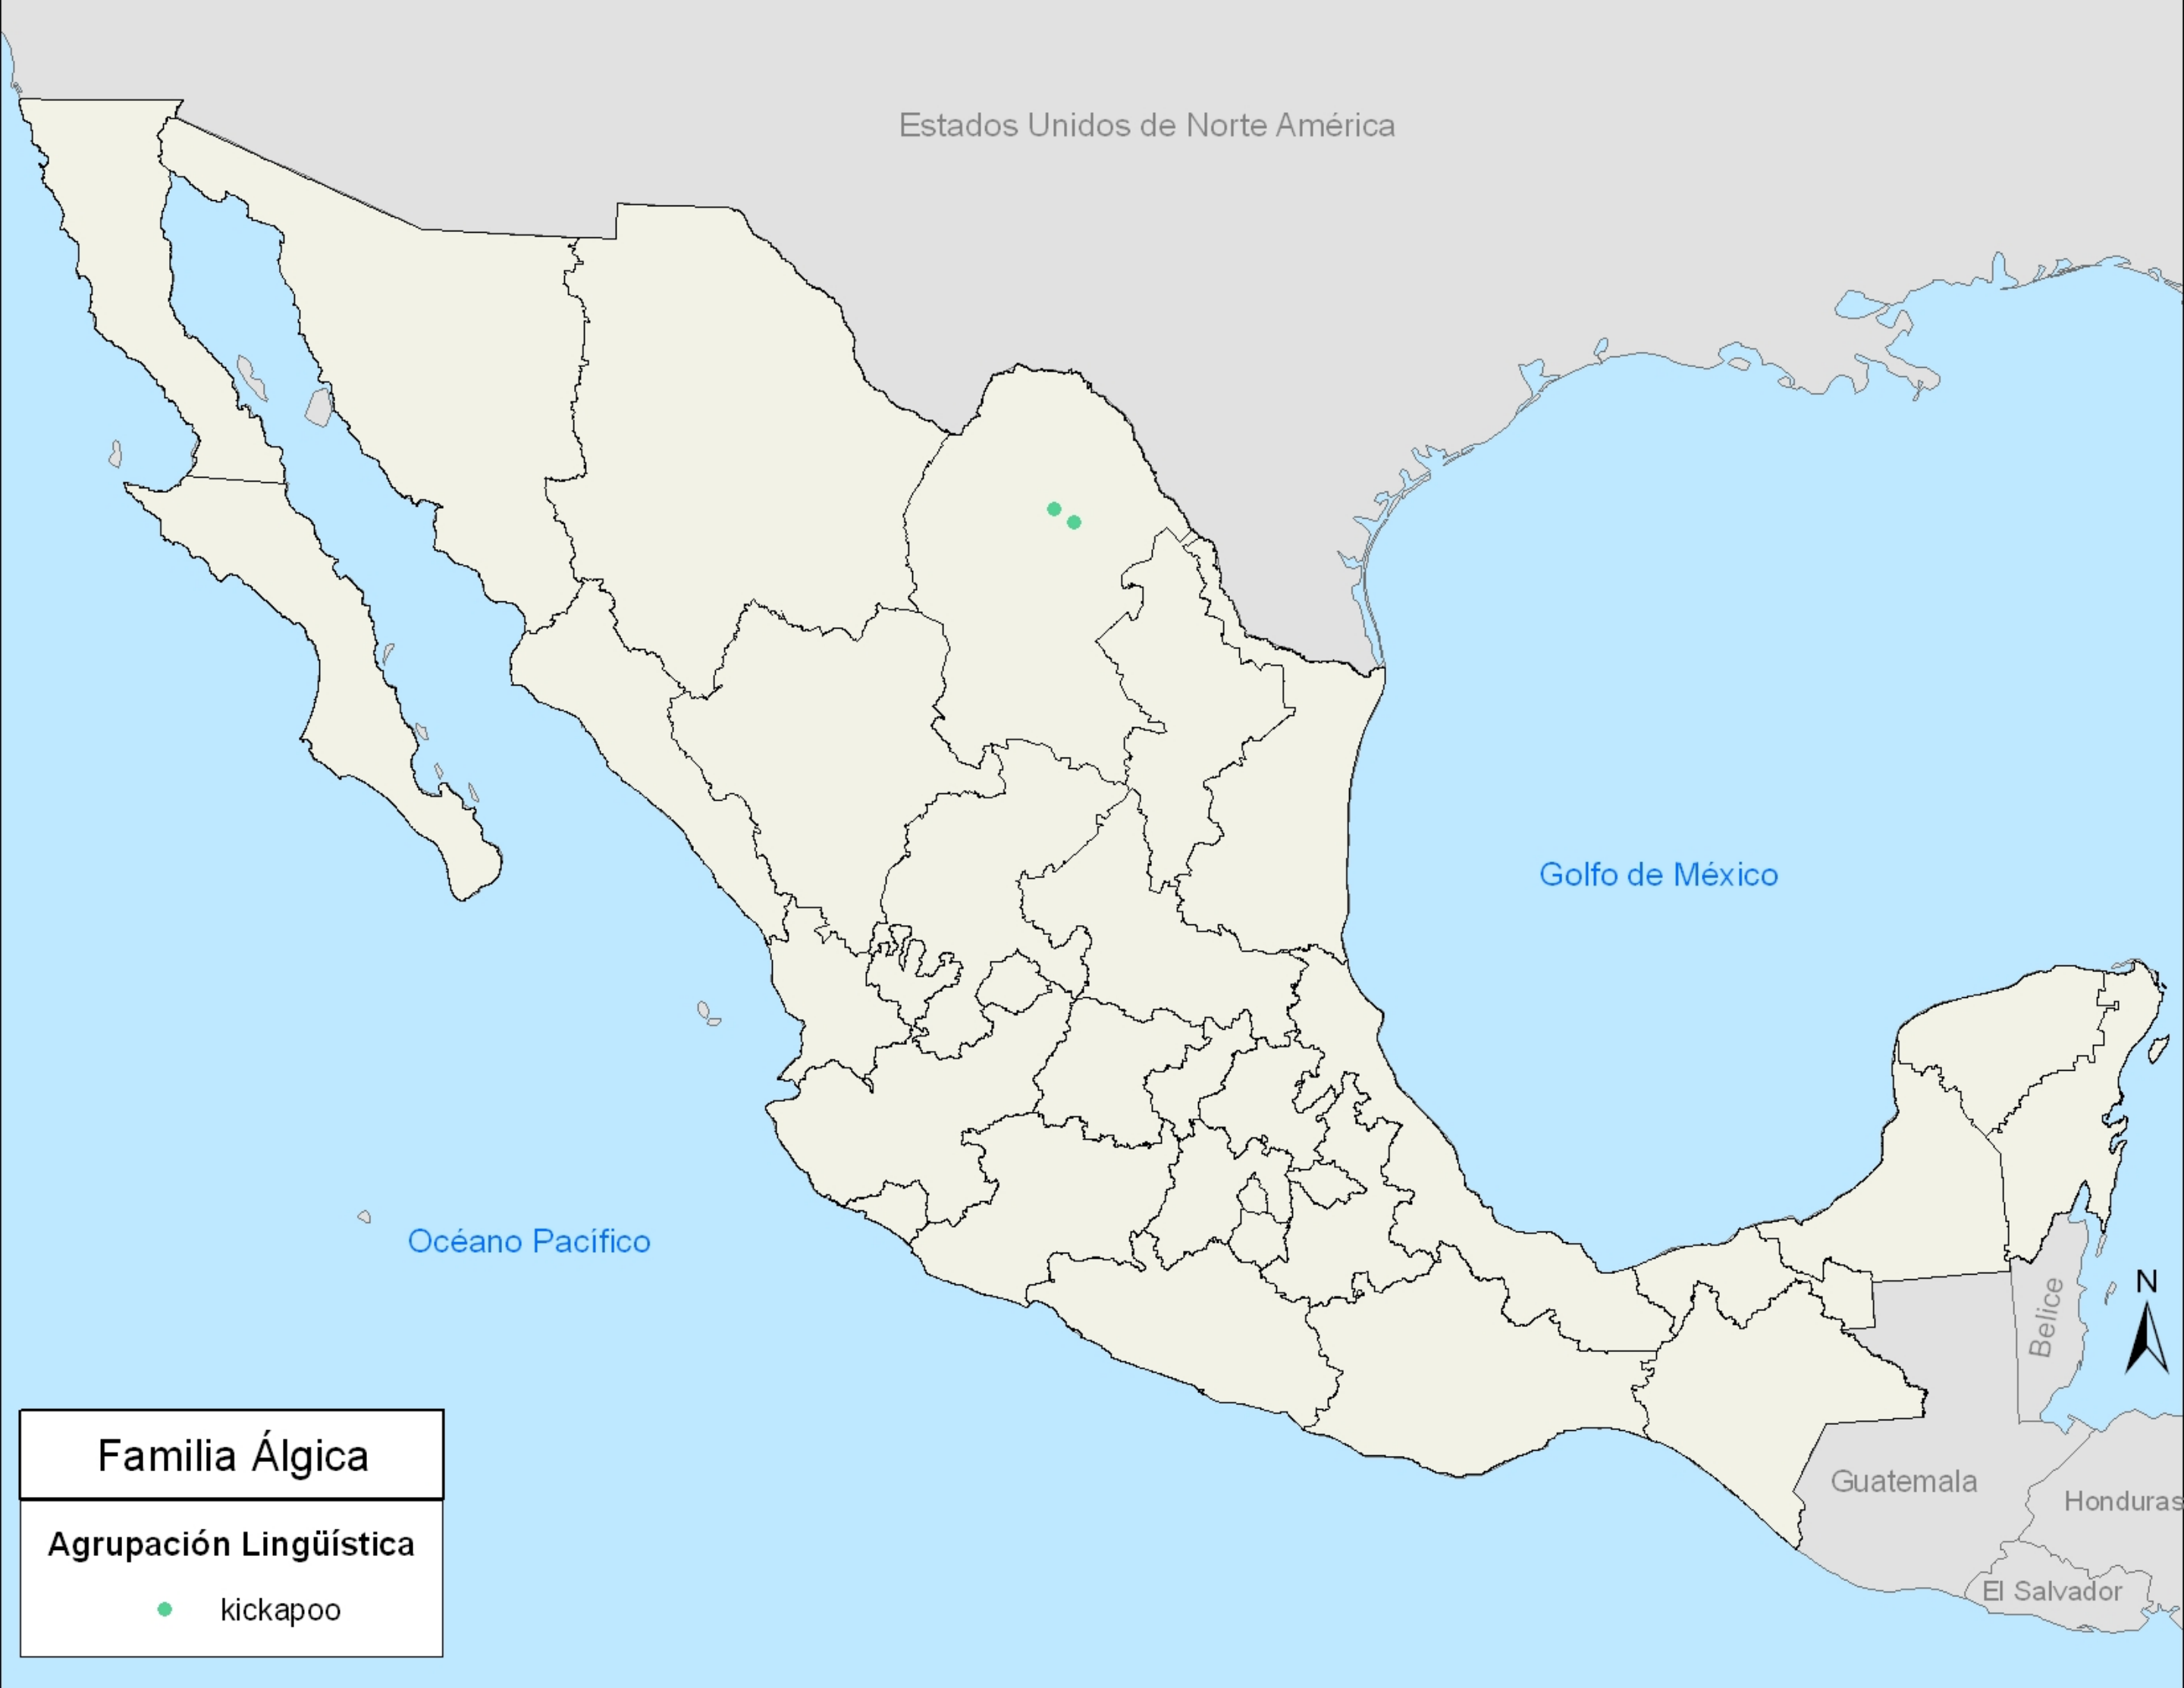 Estados Unidos de Norte América
Golfo de México
Océano Pacífico
N
Belice
Guatemala
Honduras
El Salvador
Familia Álgica
Agrupación Lingüística
kickapoo